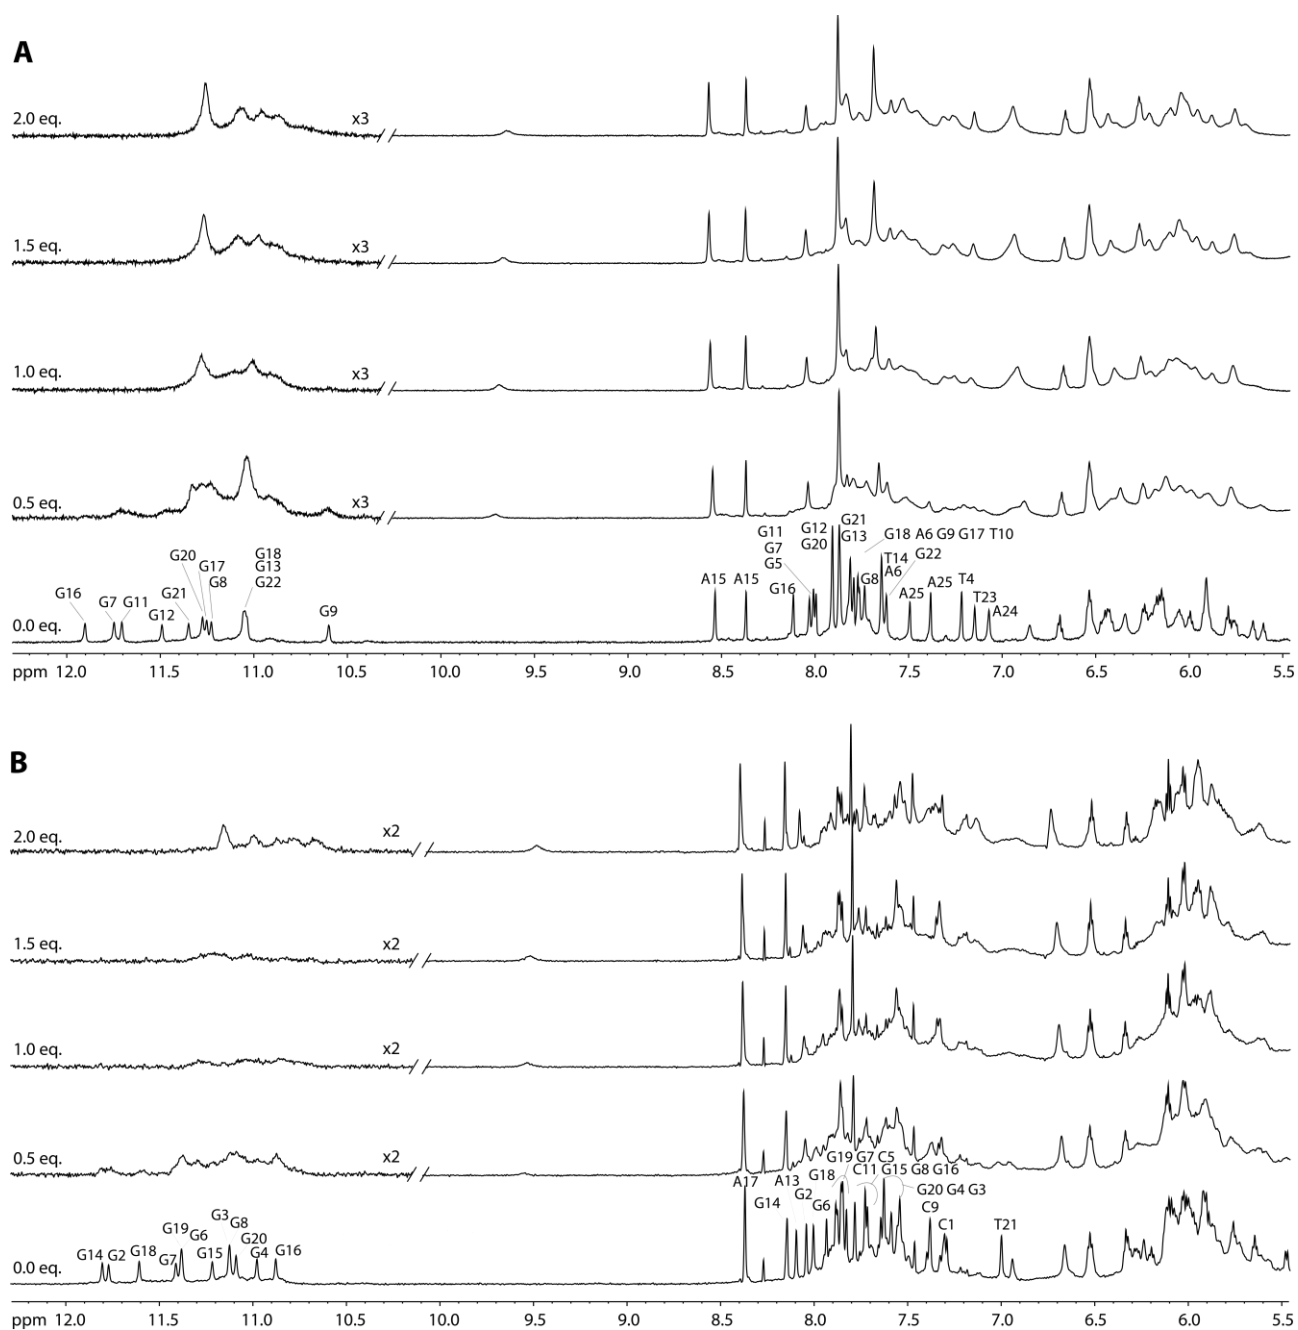 A
2.0 eq.
x3
1.5 eq.
x3
1.0 eq.
x3
0.5 eq.
x3
G16 G7 G11 G12 G21 G20 G17 G8 G18 G13 G22 G9
A15 A15 G16 G11 G7 G5 G12 G20 G21 G13 G18 A6 G9 G17 T10
G8 T14 A6 G22 A25 A25 T4 T23 A24
0.0 eq.
ppm 12.0 11.5 11.0 10.5 10.0 9.5 9.0 8.5 8.0 7.5 7.0 6.5 6.0 5.5
B
2.0 eq.
x2
1.5 eq.
x2
1.0 eq.
x2
0.5 eq.
x2
G14 G2 G18 G7 G19 G6 G15 G3 G8 G20 G4 G16
A17 A13 G14 G2 G6 G18 G19 G7 C5
C11 G15 G8 G16
G20 G4 G3
C9 C1 T21
0.0 eq.
ppm 12.0 11.5 11.0 10.5 10.0 9.5 9.0 8.5 8.0 7.5 7.0 6.5 6.0 5.5